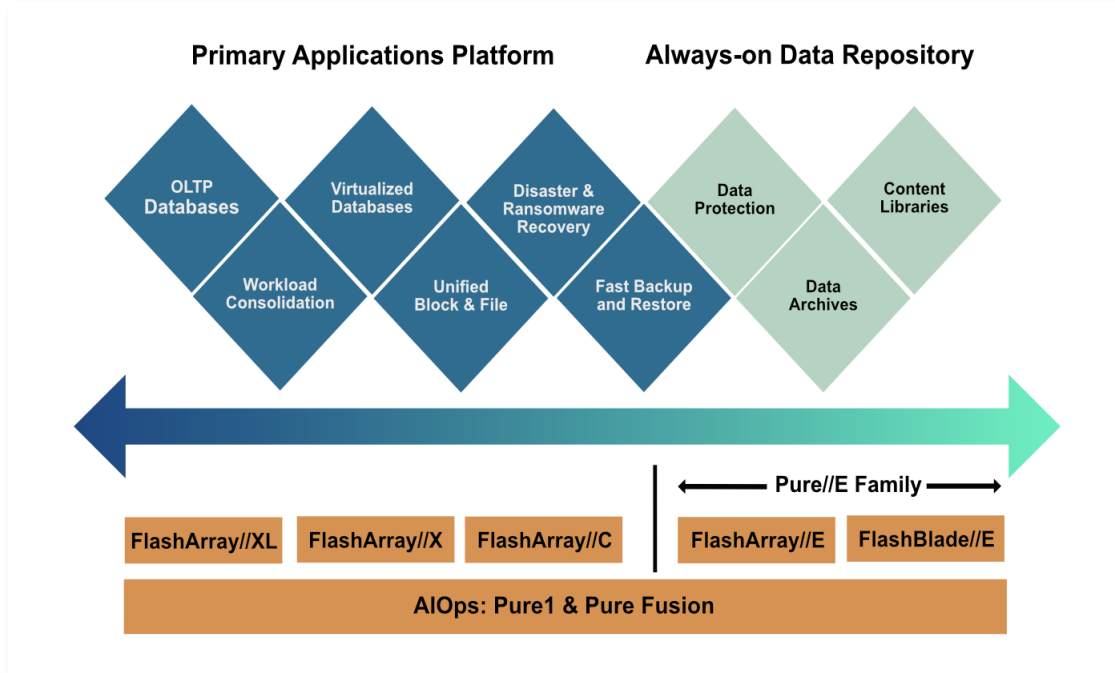 Primary Applications Platform
Always-on Data Repository
OLTP
Databases
Virtualized
Databases
Disaster &
Ransomware
Recovery
Data
Protection
Content
Libraries
Workload
Consolidation
Unified
Block & File
Fast Backup
and Restore
Data
Archives
Pure//E Family
FlashArray//XL
FlashArray//X
FlashArray//C
FlashArray//E
FlashBlade//E
AIOps: Pure1 & Pure Fusion